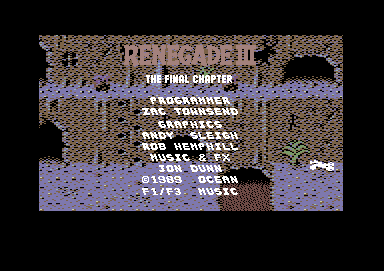 RENEGADE III
THE FINAL CHAPTER
PROGRAMMER
ZAC TOWNSEND
GRAPHICS
ANDY SLEIGH
ROB HEMPHILL
MUSIC & FX
JON DUNN
©1989 OCEAN
F1/F3 MUSIC